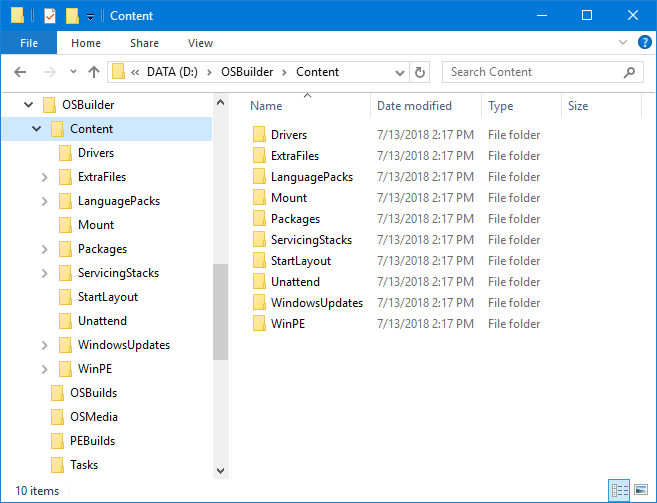 Content
File Home Share View
« DATA (D:) › OSBuilder › Content Search Content
OSBuilder
Content
Drivers
ExtraFiles
LanguagePacks
Mount
Packages
ServicingStacks
StartLayout
Unattend
WindowsUpdates
WinPE
OSBuilds
OSMedia
PEBuilds
Tasks
Name Date modified Type Size
Drivers 7/13/2018 2:17 PM File folder
ExtraFiles 7/13/2018 2:17 PM File folder
LanguagePacks 7/13/2018 2:17 PM File folder
Mount 7/13/2018 2:17 PM File folder
Packages 7/13/2018 2:17 PM File folder
ServicingStacks 7/13/2018 2:17 PM File folder
StartLayout 7/13/2018 2:17 PM File folder
Unattend 7/13/2018 2:17 PM File folder
WindowsUpdates 7/13/2018 2:17 PM File folder
WinPE 7/13/2018 2:17 PM File folder
10 items